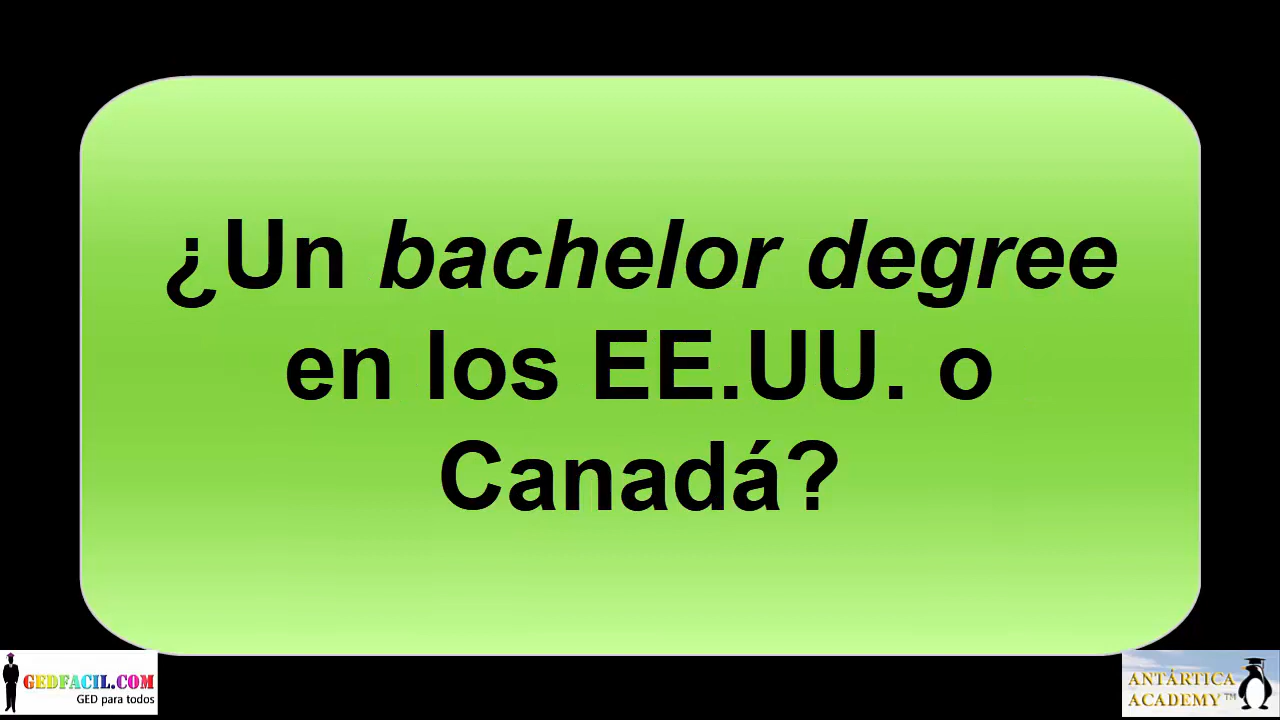 ¿Un bachelor degree
en los EE.UU. o
Canadá?
GEDFACIL.COM
GED para todos
ANTÁRTICA
ACADEMY™